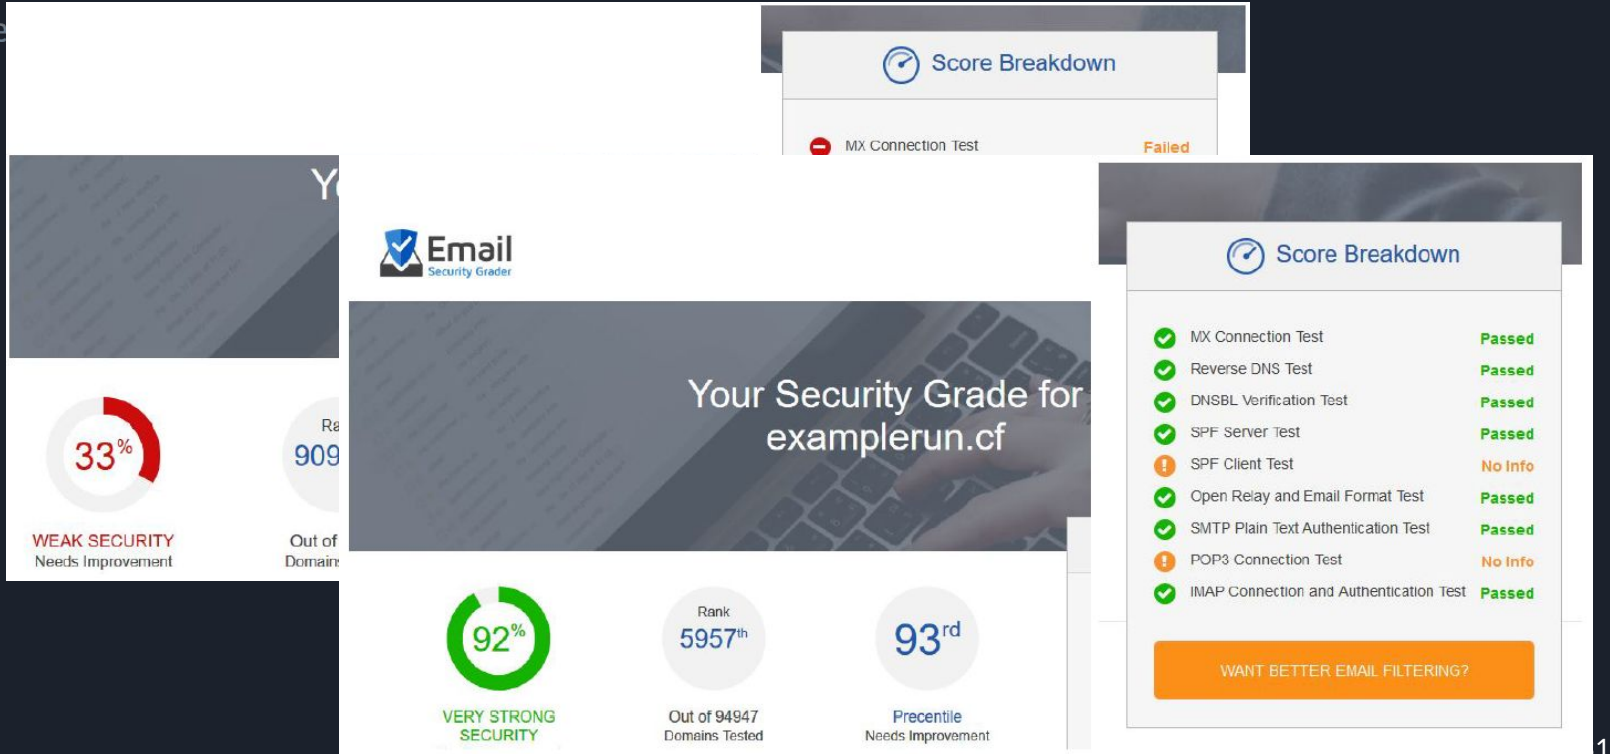 e
Score Breakdown
MX Connection Test Failed
33%
WEAK SECURITY
Needs Improvement
909
Out of
Email
Security Grader
Your Security Grade for
examplerun.cf
92%
VERY STRONG
SECURITY
Rank
5957th
Out of 94947
Domains Tested
93rd
Precentile
Needs Improvement
Score Breakdown
MX Connection Test Passed
Reverse DNS Test Passed
DNSBL Verification Test Passed
SPF Server Test Passed
SPF Client Test No Info
Open Relay and Email Format Test Passed
SMTP Plain Text Authentication Test Passed
POP3 Connection Test No Info
IMAP Connection and Authentication Test Passed
WANT BETTER EMAIL FILTERING?
1